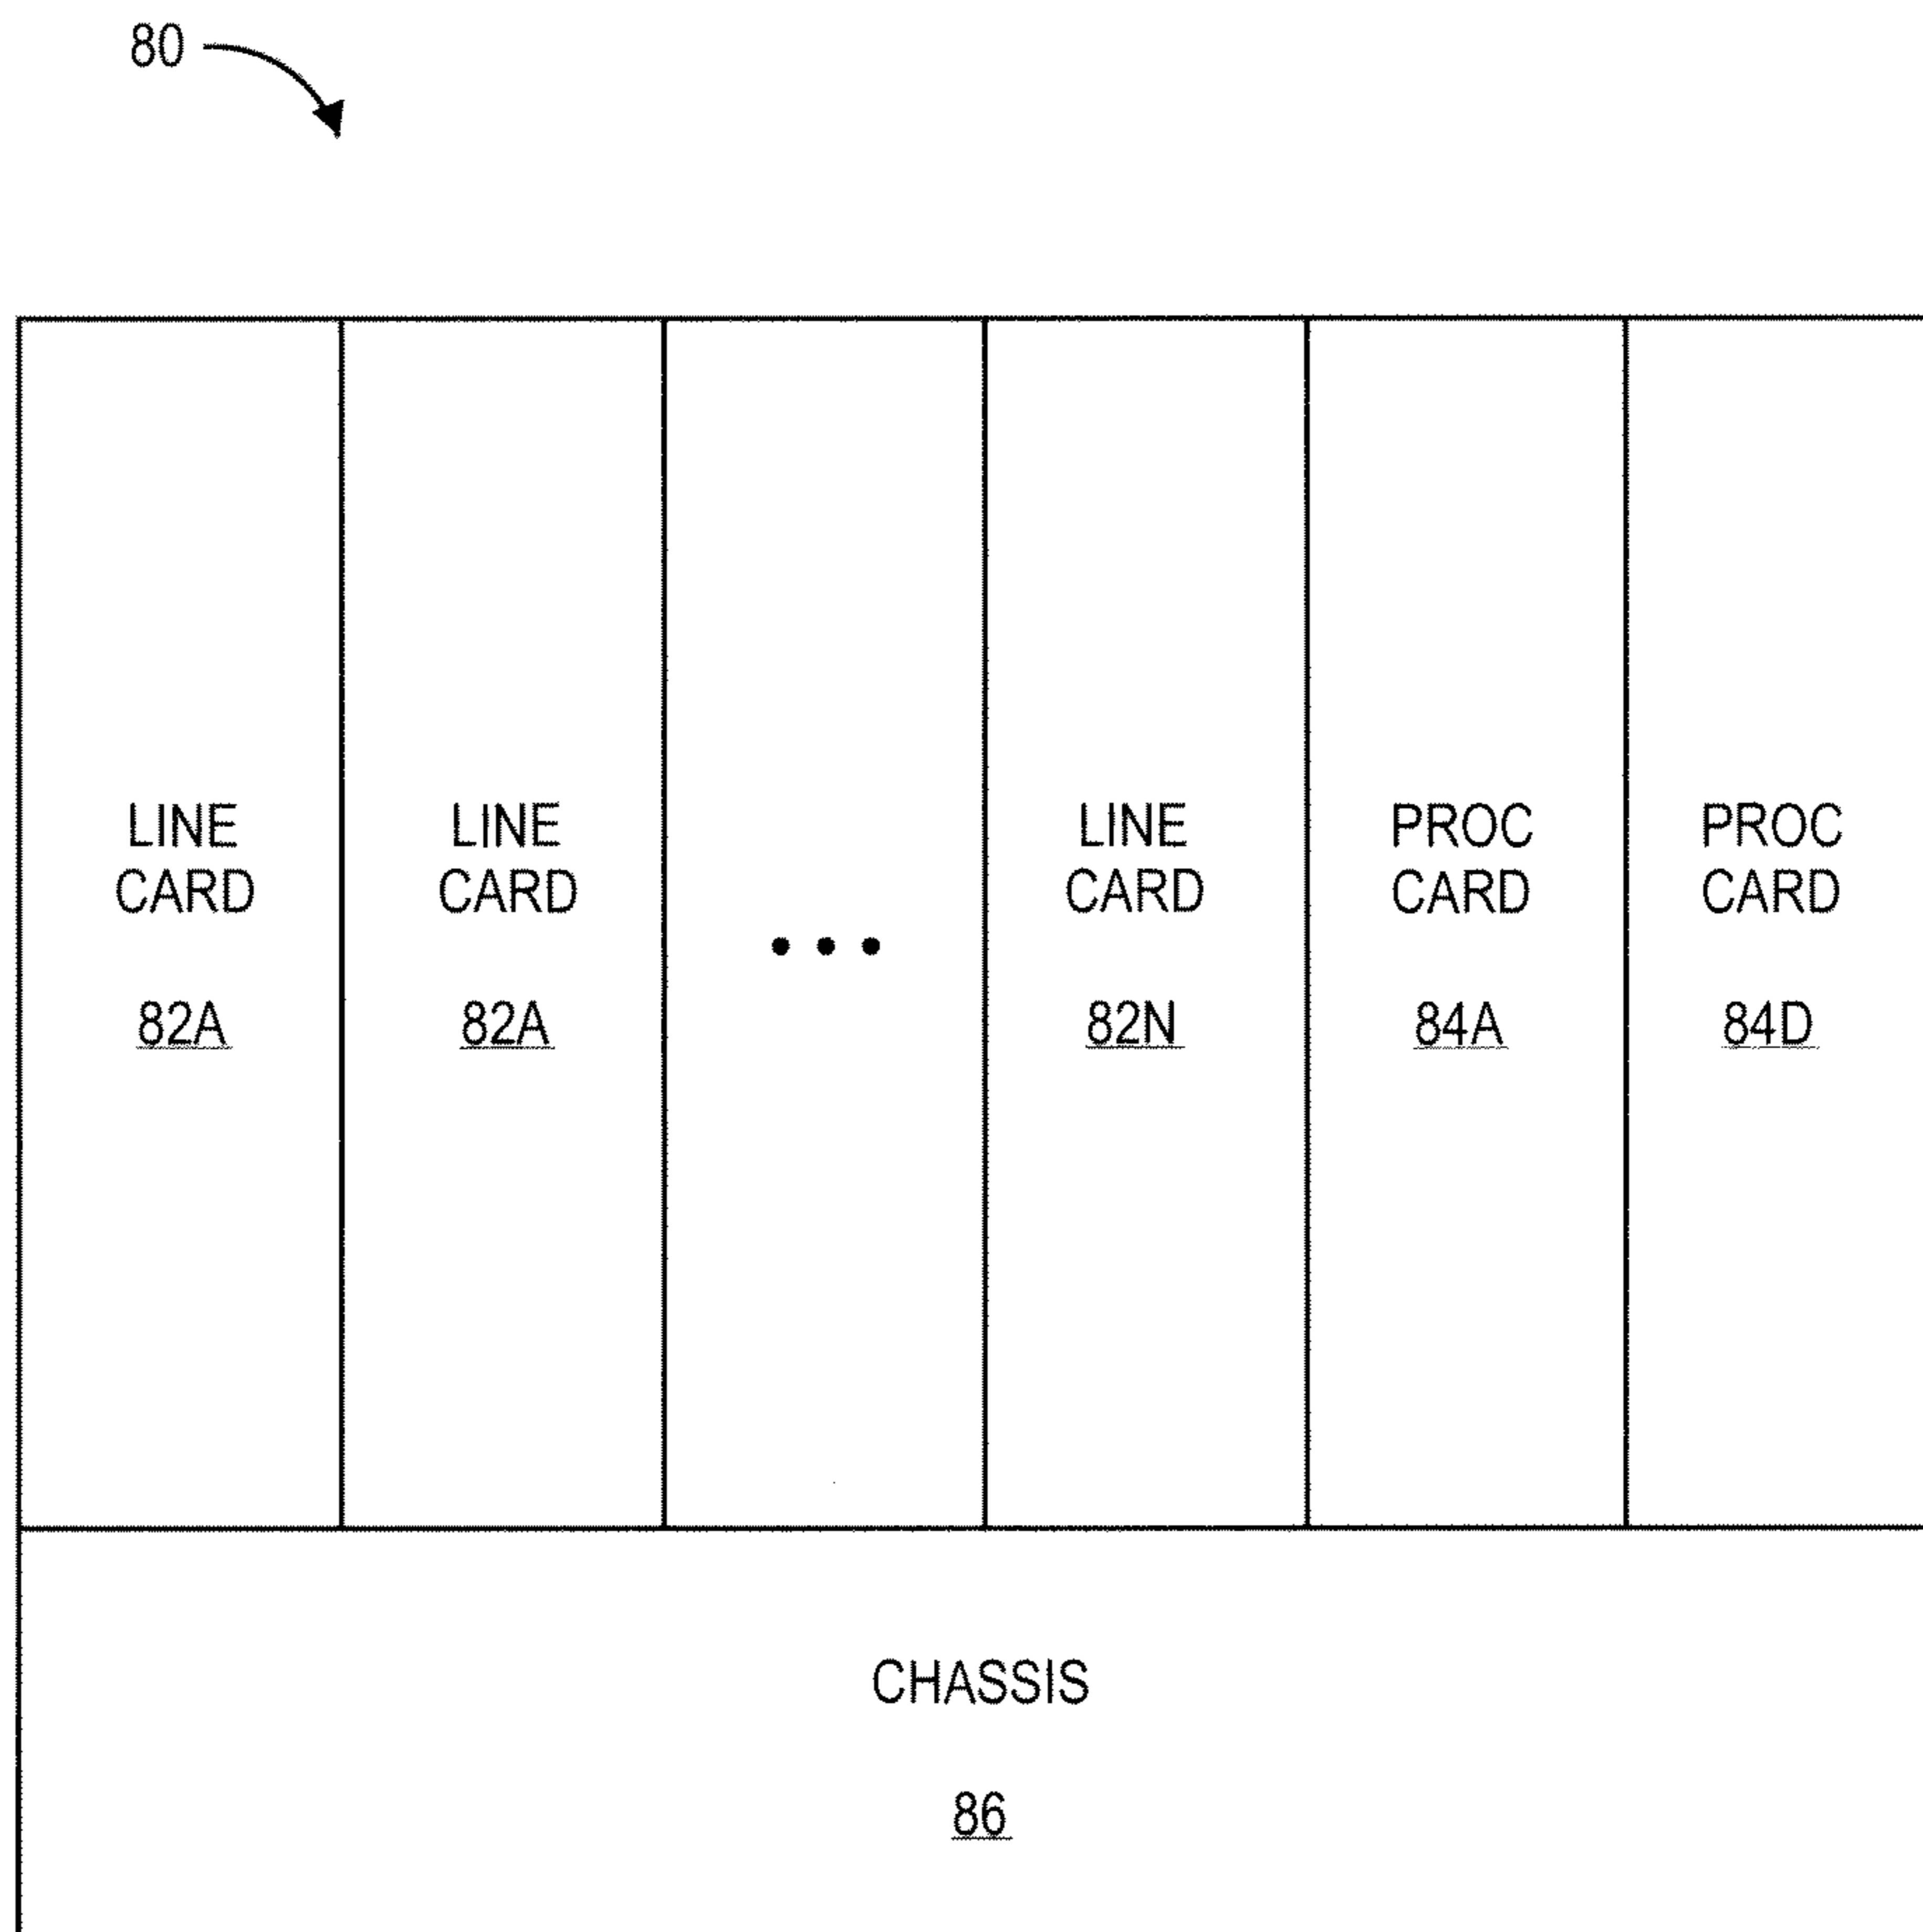 80
LINE
CARD
82A
LINE
CARD
82A
• • •
LINE
CARD
82N
PROC
CARD
84A
PROC
CARD
84D
CHASSIS
86